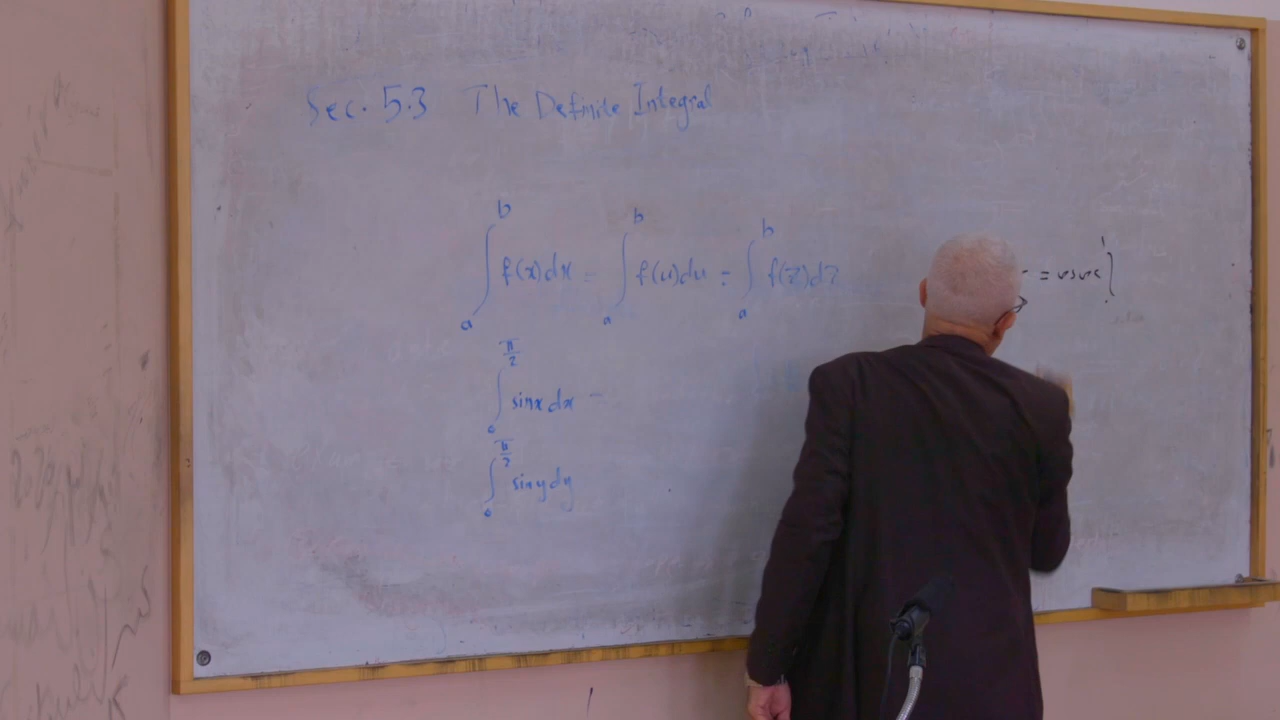 Sec. 5.3 The Definite Integral
∫_a^b f(x)dx = ∫_a^b f(u)du = ∫_a^b f(z)dz
∫_0^{π/2} sinx dx =
∫_0^{π/2} siny dy